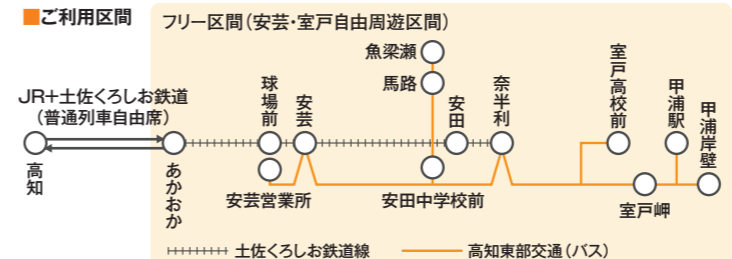 ■ご利用区間
フリー区間（安芸・室戸自由周遊区間）
JR＋土佐くろしお鉄道
（普通列車自由席）
高知
あかおか
球場前
安芸
安芸営業所
魚梁瀬
馬路
安田
安田中学校前
奈半利
室戸高校前
室戸岬
甲浦駅
甲浦岸壁
土佐くろしお鉄道線
高知東部交通（バス）